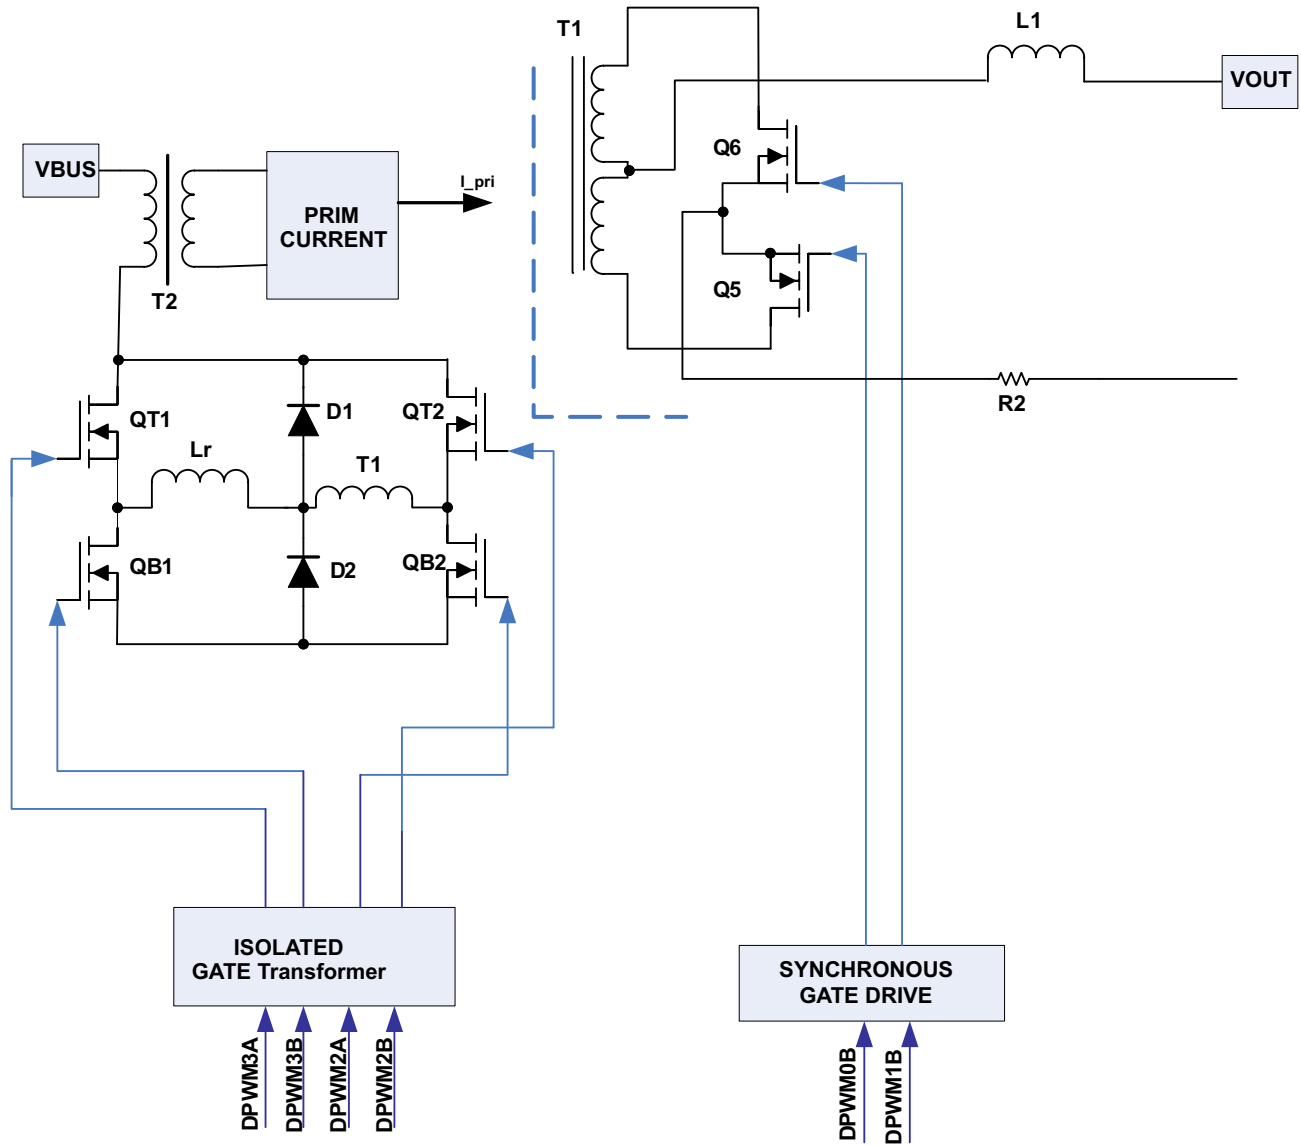 T1
L1
VOUT
VBUS
PRIM
CURRENT
I_pri
T2
Q6
Q5
R2
QT1
D1
QT2
Lr
T1
QB1
D2
QB2
ISOLATED
GATE Transformer
SYNCHRONOUS
GATE DRIVE
DPWM3A
DPWM3B
DPWM2A
DPWM2B
DPWM0B
DPWM1B